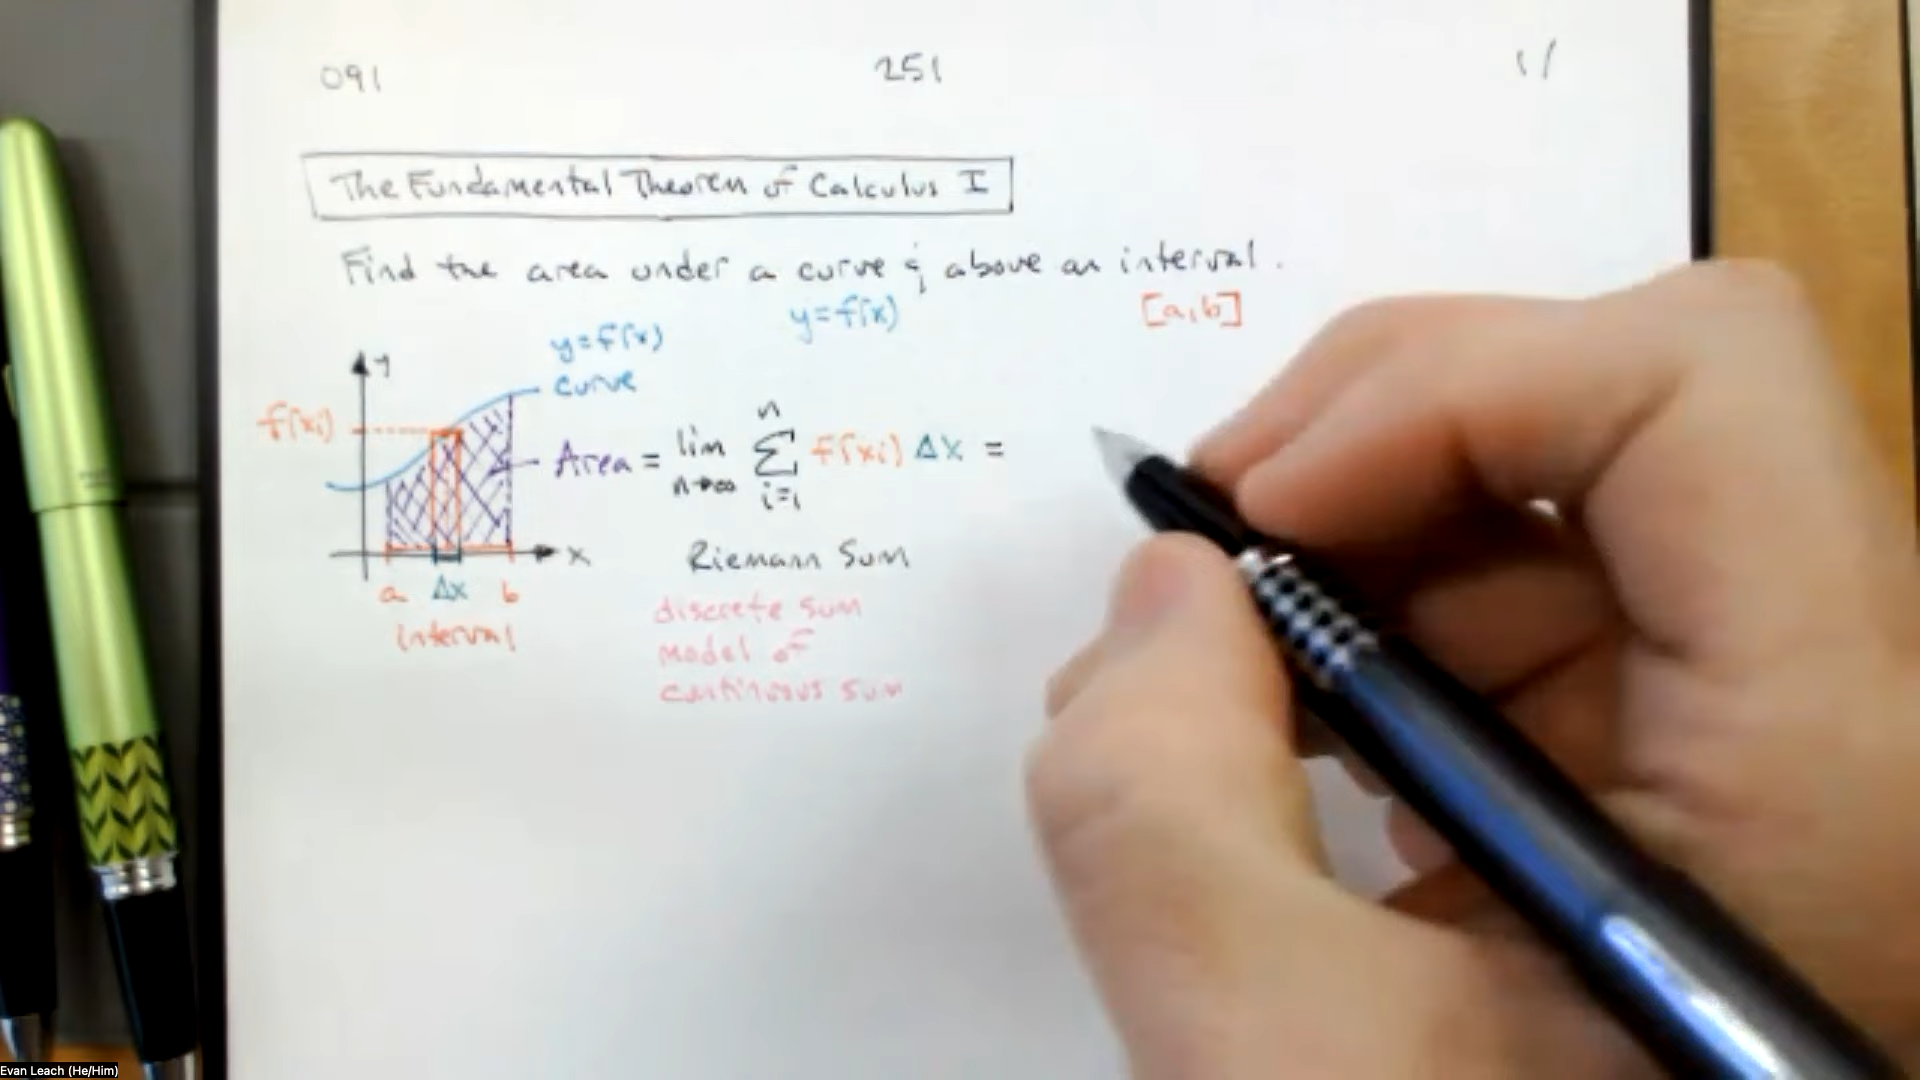 091 251 1/
The Fundamental Theorem of Calculus I
Find the area under a curve & above an interval.
y=f(x) [a,b]
y=f(x)
y
curve
f(xi)
n
Area = lim Σ f(xi) Δx =
n→∞ i=1
x
Riemann Sum
a Δx b
discrete sum
interval
model of
continuous sum
Evan Leach (He/Him)